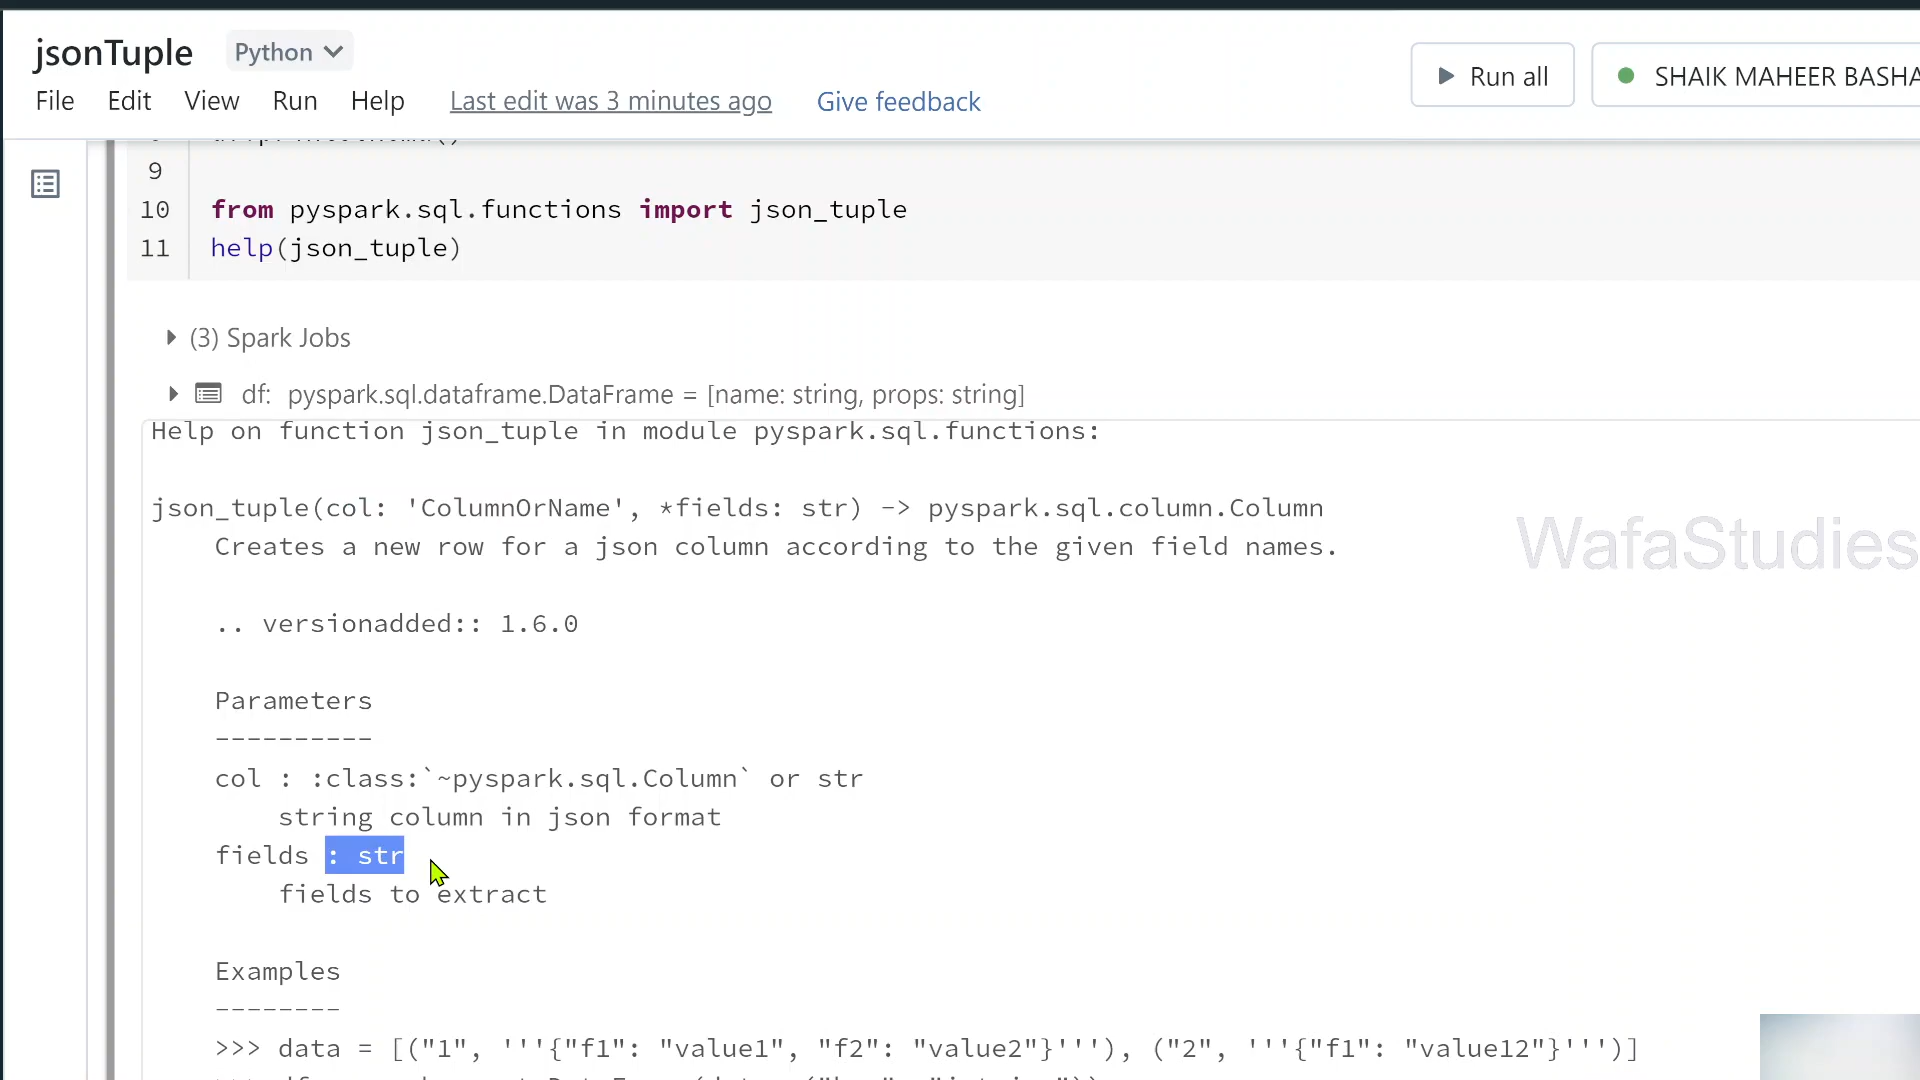 jsonTuple Python
File Edit View Run Help Last edit was 3 minutes ago Give feedback
Run all
SHAIK MAHEER BASHA
9
10 from pyspark.sql.functions import json_tuple
11 help(json_tuple)
(3) Spark Jobs
df: pyspark.sql.dataframe.DataFrame = [name: string, props: string]
Help on function json_tuple in module pyspark.sql.functions:
json_tuple(col: 'ColumnOrName', *fields: str) -> pyspark.sql.column.Column
Creates a new row for a json column according to the given field names.
WafaStudies
.. versionadded:: 1.6.0
Parameters
----------
col : :class:`~pyspark.sql.Column` or str
string column in json format
fields : str
fields to extract
Examples
--------
>>> data = [("1", '''{"f1": "value1", "f2": "value2"}'''), ("2", '''{"f1": "value12"}''')]